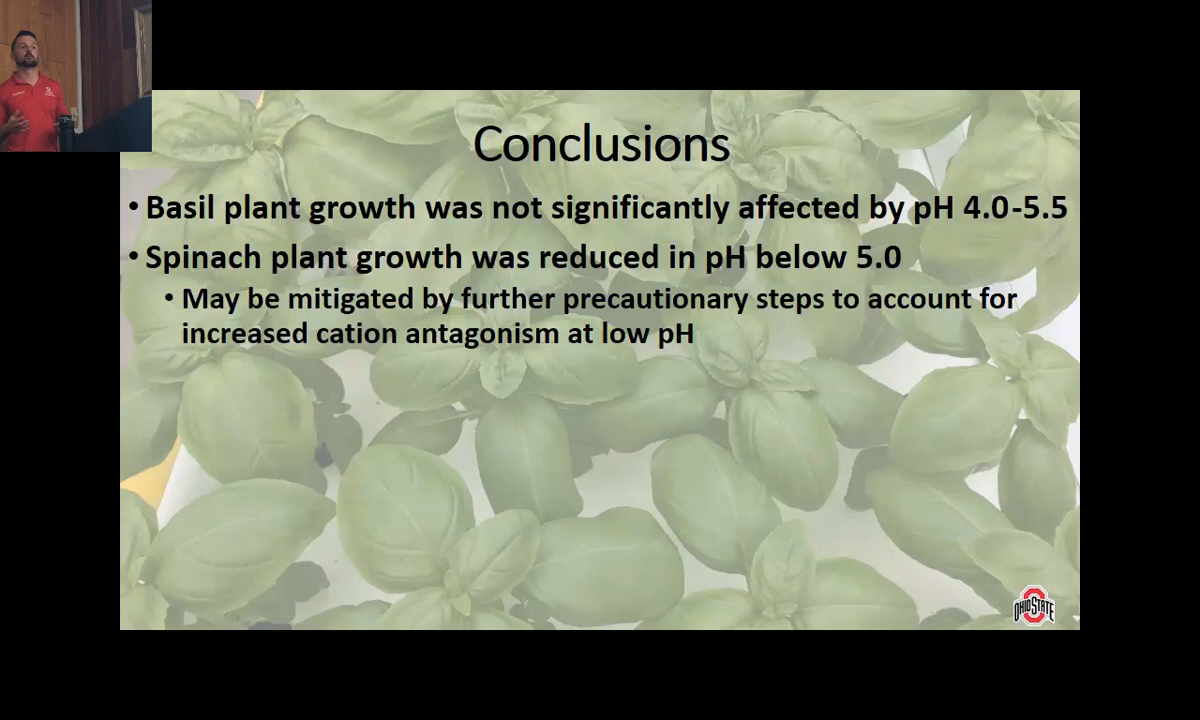 Conclusions
• Basil plant growth was not significantly affected by pH 4.0-5.5
• Spinach plant growth was reduced in pH below 5.0
• May be mitigated by further precautionary steps to account for
increased cation antagonism at low pH
OHIO STATE